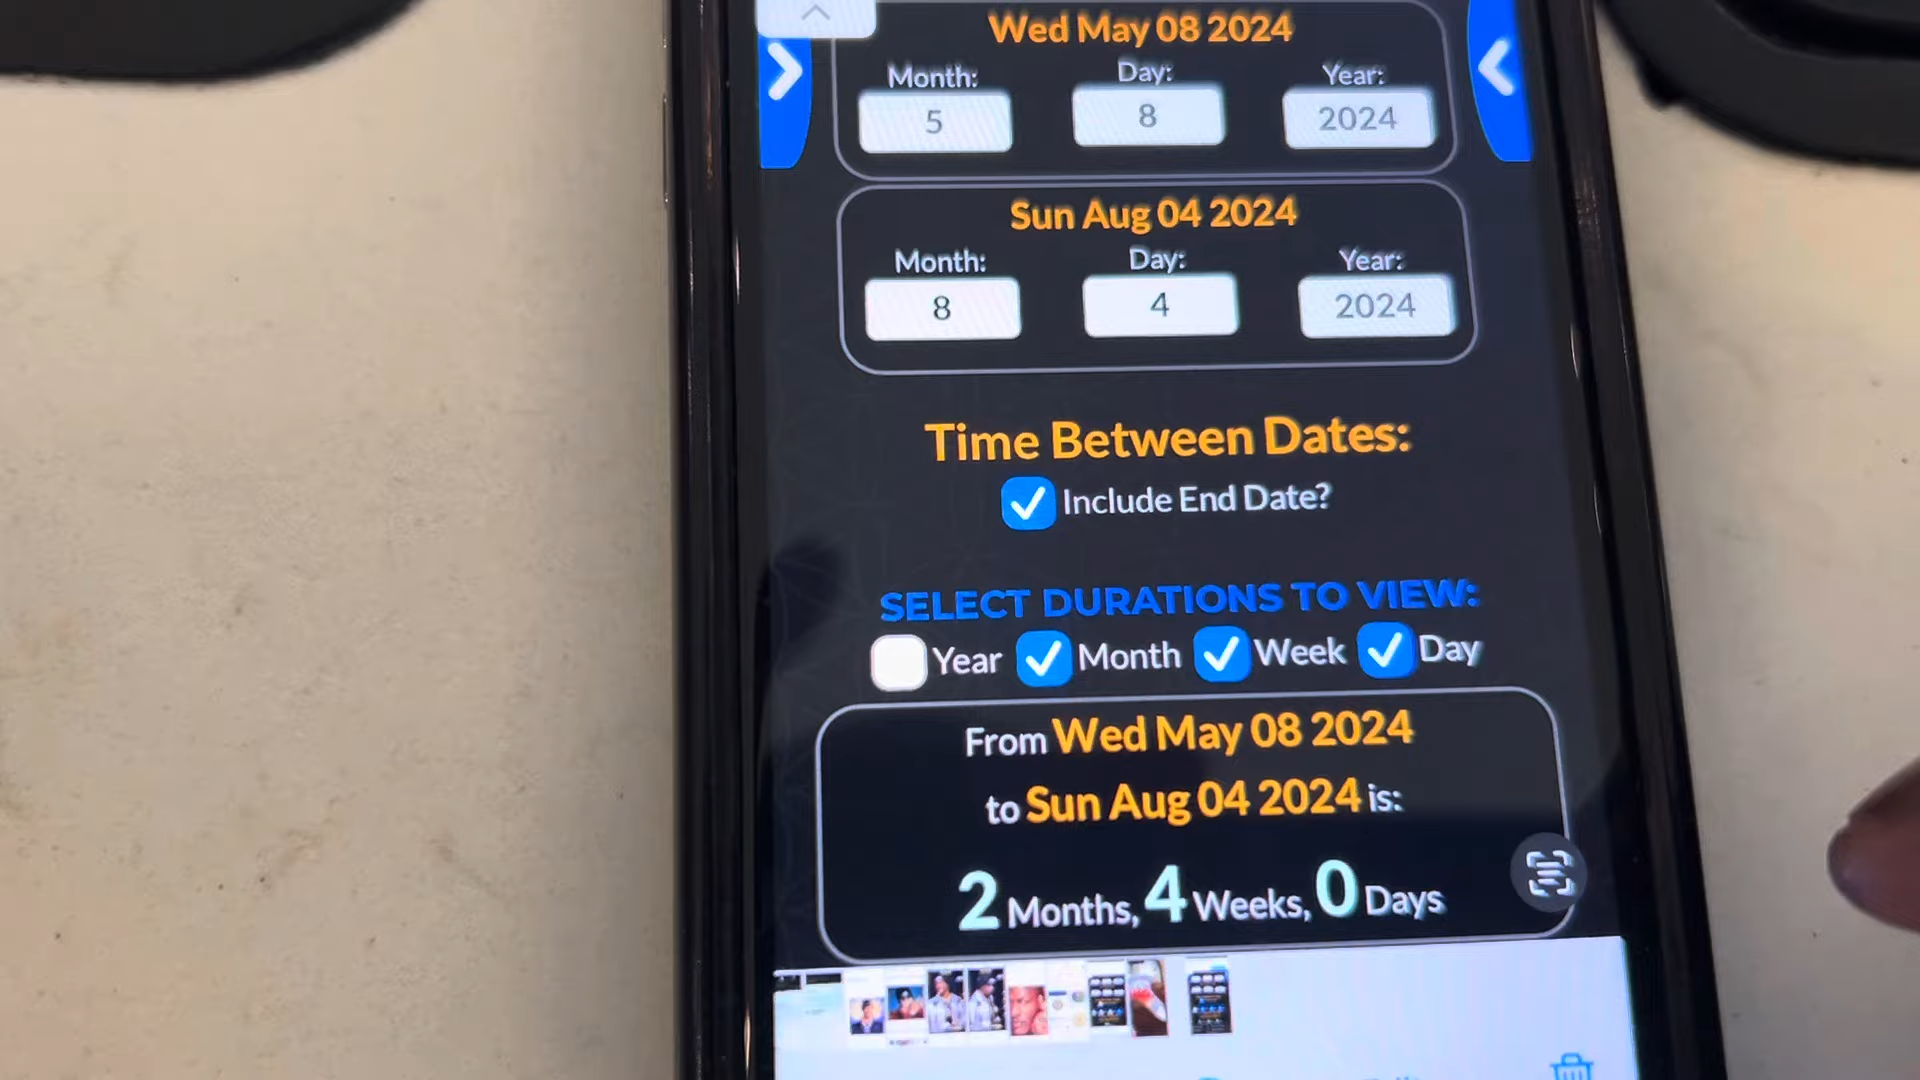 Wed May 08 2024
Month: Day: Year:
5 8 2024
Sun Aug 04 2024
Month: Day: Year:
8 4 2024
Time Between Dates:
Include End Date?
SELECT DURATIONS TO VIEW:
Year Month Week Day
From Wed May 08 2024
to Sun Aug 04 2024 is:
2 Months, 4 Weeks, 0 Days